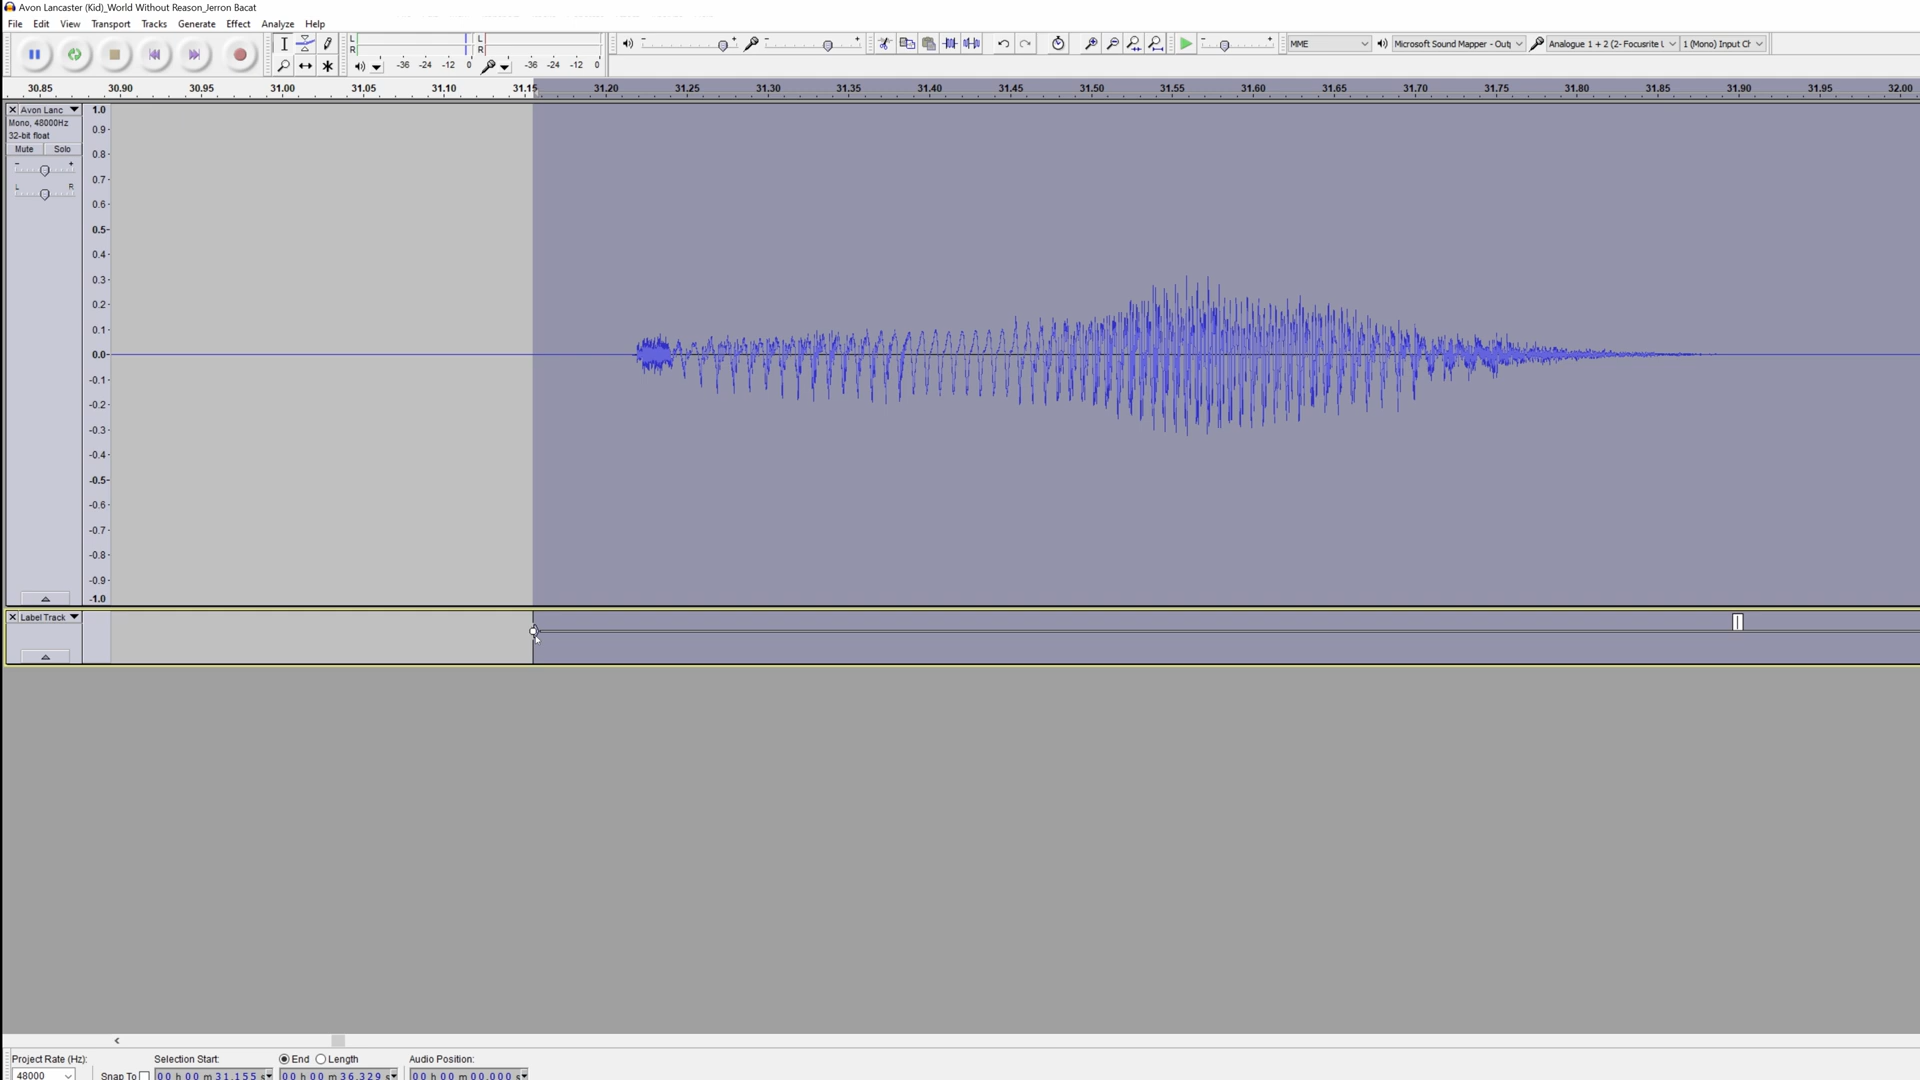 Avon Lancaster (Kid)_World Without Reason_Jerron Bacat
File Edit View Transport Tracks Generate Effect Analyze Help
L R -36 -24 -12 0 L R -36 -24 -12 0
MME Microsoft Sound Mapper - Outp Analogue 1 + 2 (2- Focusrite U 1 (Mono) Input Ch
30.85 30.90 30.95 31.00 31.05 31.10 31.15 31.20 31.25 31.30 31.35 31.40 31.45 31.50 31.55 31.60 31.65 31.70 31.75 31.80 31.85 31.90 31.95 32.00
Avon Lanc
Mono, 48000Hz
32-bit float
Mute Solo
- +
L R
1.0
0.9
0.8
0.7
0.6
0.5
0.4
0.3
0.2
0.1
0.0
-0.1
-0.2
-0.3
-0.4
-0.5
-0.6
-0.7
-0.8
-0.9
-1.0
Label Track
Project Rate (Hz): Selection Start: End Length Audio Position:
48000 Snap To 00 h 00 m 31.155 s 00 h 00 m 36.329 s 00 h 00 m 00.000 s